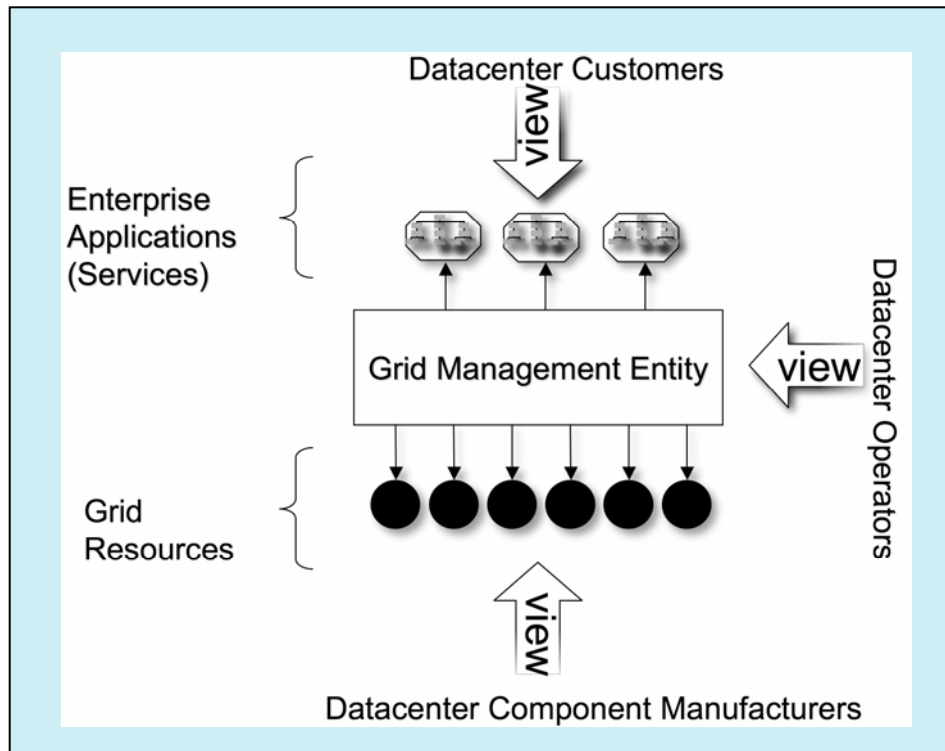 Datacenter Customers
view
Enterprise
Applications
(Services)
Grid Management Entity
view
Datacenter Operators
Grid
Resources
view
Datacenter Component Manufacturers